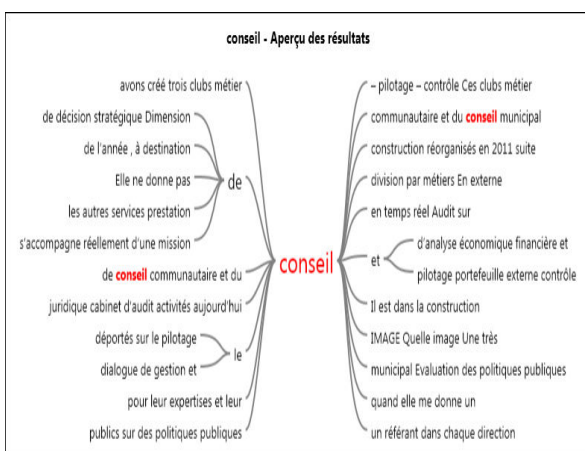 conseil - Aperçu des résultats
avons créé trois clubs métier
de décision stratégique Dimension
de l'année , à destination
Elle ne donne pas
les autres services prestation
s'accompagne réellement d'une mission
de
de conseil communautaire et du
juridique cabinet d'audit activités aujourd'hui
déportés sur le pilotage
dialogue de gestion et
le
pour leur expertises et leur
publics sur des politiques publiques
conseil
– pilotage – contrôle Ces clubs métier
communautaire et du conseil municipal
construction réorganisés en 2011 suite
division par métiers En externe
en temps réel Audit sur
et
d'analyse économique financière et
pilotage portefeuille externe contrôle
Il est dans la construction
IMAGE Quelle image Une très
municipal Evaluation des politiques publiques
quand elle me donne un
un référant dans chaque direction